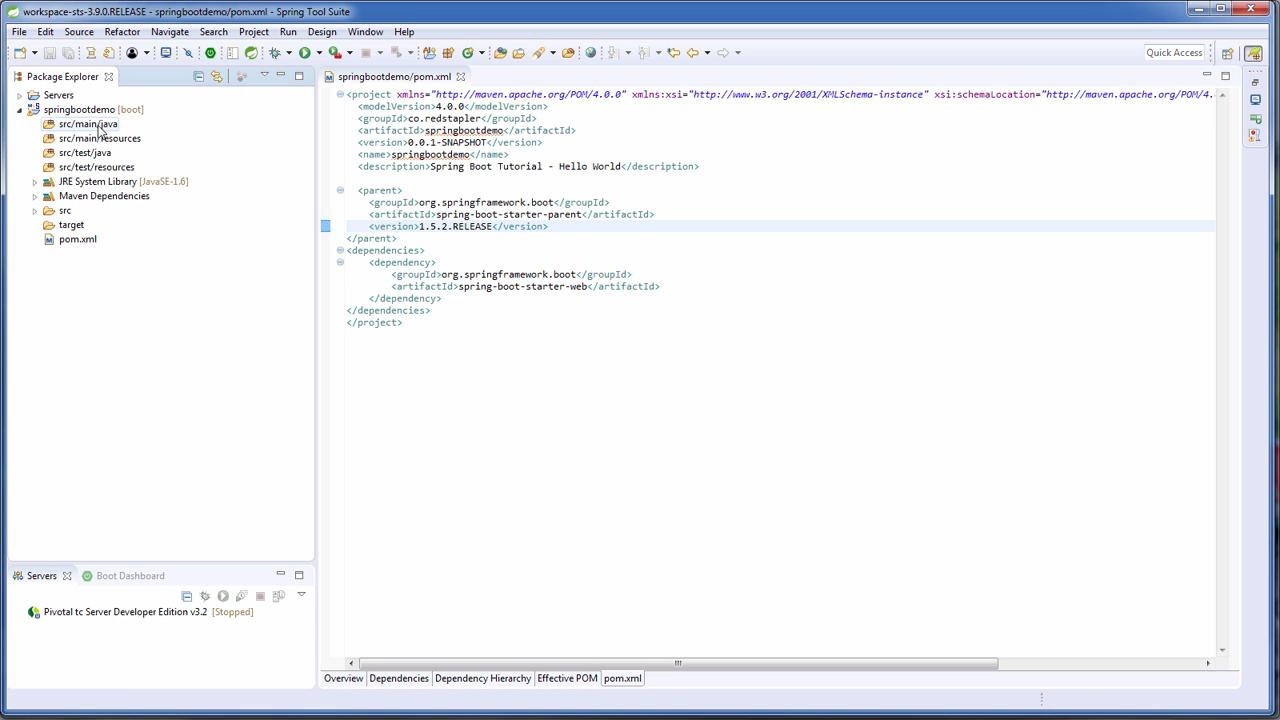 workspace-sts-3.9.0.RELEASE - springbootdemo/pom.xml - Spring Tool Suite
File Edit Source Refactor Navigate Search Project Run Design Window Help
Quick Access
Package Explorer
Servers
springbootdemo [boot]
src/main/java
src/main/resources
src/test/java
src/test/resources
JRE System Library [JavaSE-1.6]
Maven Dependencies
src
target
pom.xml
springbootdemo/pom.xml
<project xmlns="http://maven.apache.org/POM/4.0.0" xmlns:xsi="http://www.w3.org/2001/XMLSchema-instance" xsi:schemaLocation="http://maven.apache.org/POM/4.
<modelVersion>4.0.0</modelVersion>
<groupId>co.redstapler</groupId>
<artifactId>springbootdemo</artifactId>
<version>0.0.1-SNAPSHOT</version>
<name>springbootdemo</name>
<description>Spring Boot Tutorial - Hello World</description>
<parent>
<groupId>org.springframework.boot</groupId>
<artifactId>spring-boot-starter-parent</artifactId>
<version>1.5.2.RELEASE</version>
</parent>
<dependencies>
<dependency>
<groupId>org.springframework.boot</groupId>
<artifactId>spring-boot-starter-web</artifactId>
</dependency>
</dependencies>
</project>
Servers
Boot Dashboard
Pivotal tc Server Developer Edition v3.2 [Stopped]
Overview Dependencies Dependency Hierarchy Effective POM pom.xml